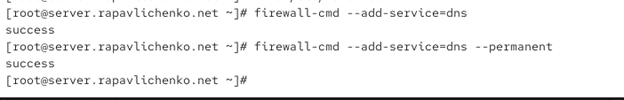 [root@server.rapavlichenko.net ~]# firewall-cmd --add-service=dns
success
[root@server.rapavlichenko.net ~]# firewall-cmd --add-service=dns --permanent
success
[root@server.rapavlichenko.net ~]#